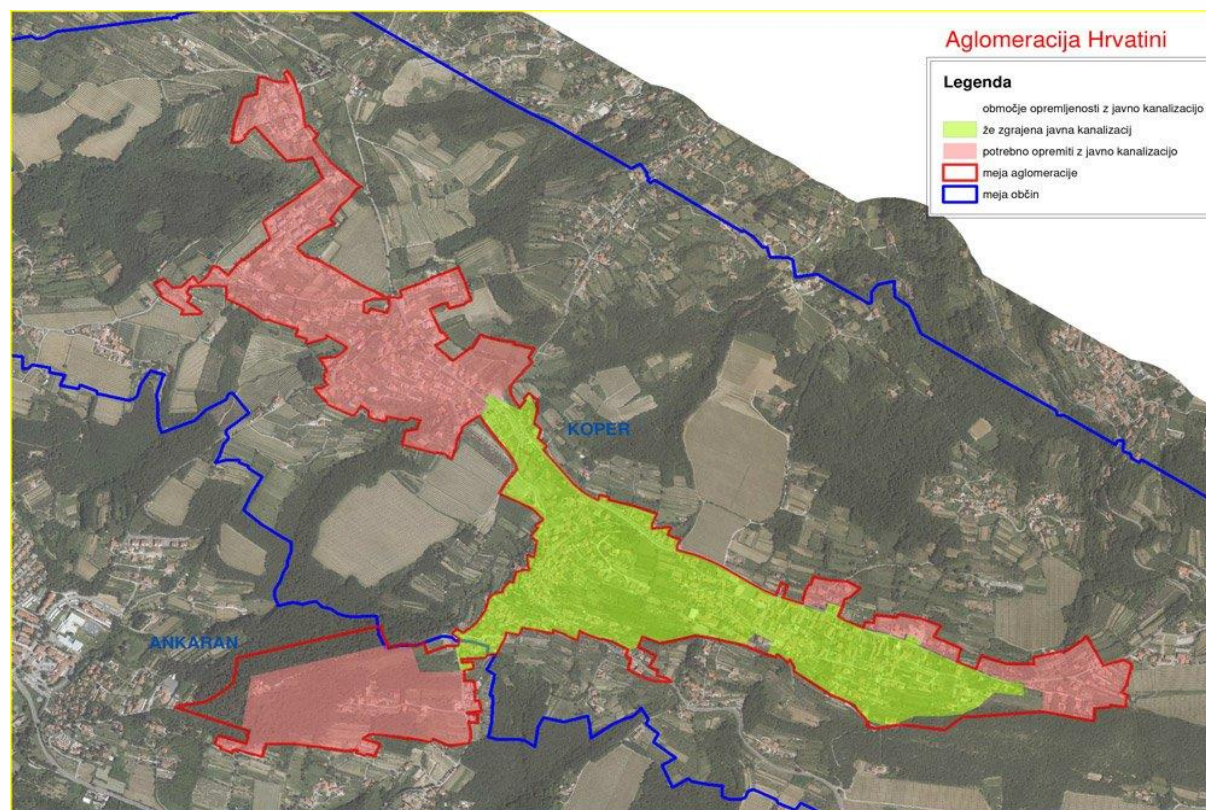 Aglomeracija Hrvatini
Legenda
območje opremljenosti z javno kanalizacijo
že zgrajena javna kanalizacij
potrebno opremiti z javno kanalizacijo
meja aglomeracije
meja občin
KOPER
ANKARAN